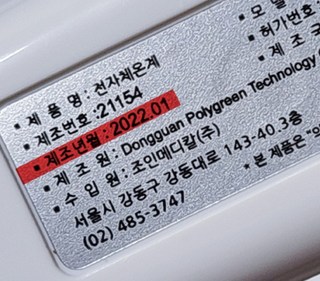 ▪ 제 품 명 : 전자체온계
▪ 제조번호 : 21154
▪ 제조년월 : 2022.01
▪ 제 조 원 : Dongguan Polygreen Technology
▪ 수 입 원 : 조인메디칼(주)
서울시 강동구 강동대로 143-40.3층
(02) 485-3747
▪ 모 델
▪ 허가번호 :
▪ 제 조 국
▪ 본 제품은